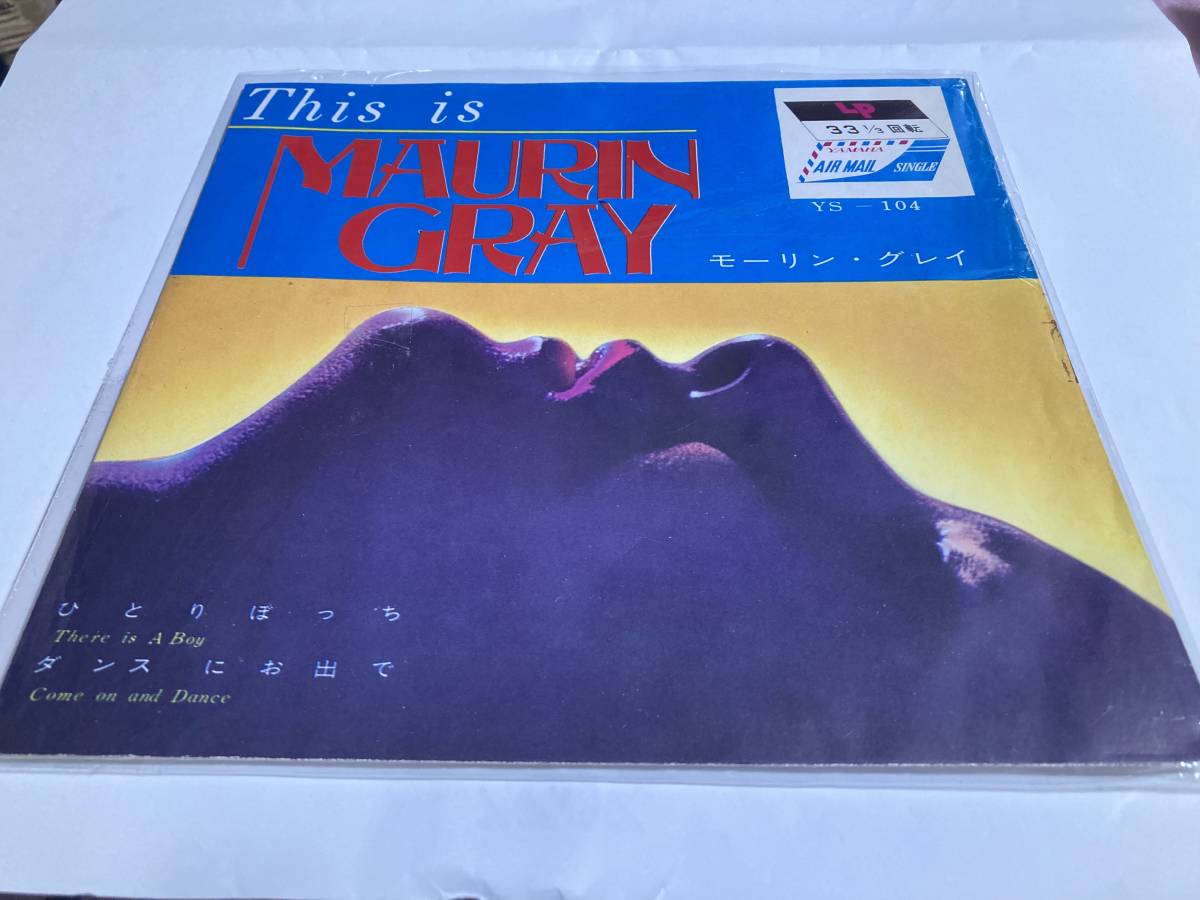 This is
MAURIN
GRAY
モーリン・グレイ
LP
33 1/3 回転
YAMAHA
AIR MAIL SINGLE
YS-104
ひとりぼっち
There is A Boy
ダンスにお出で
Come on and Dance